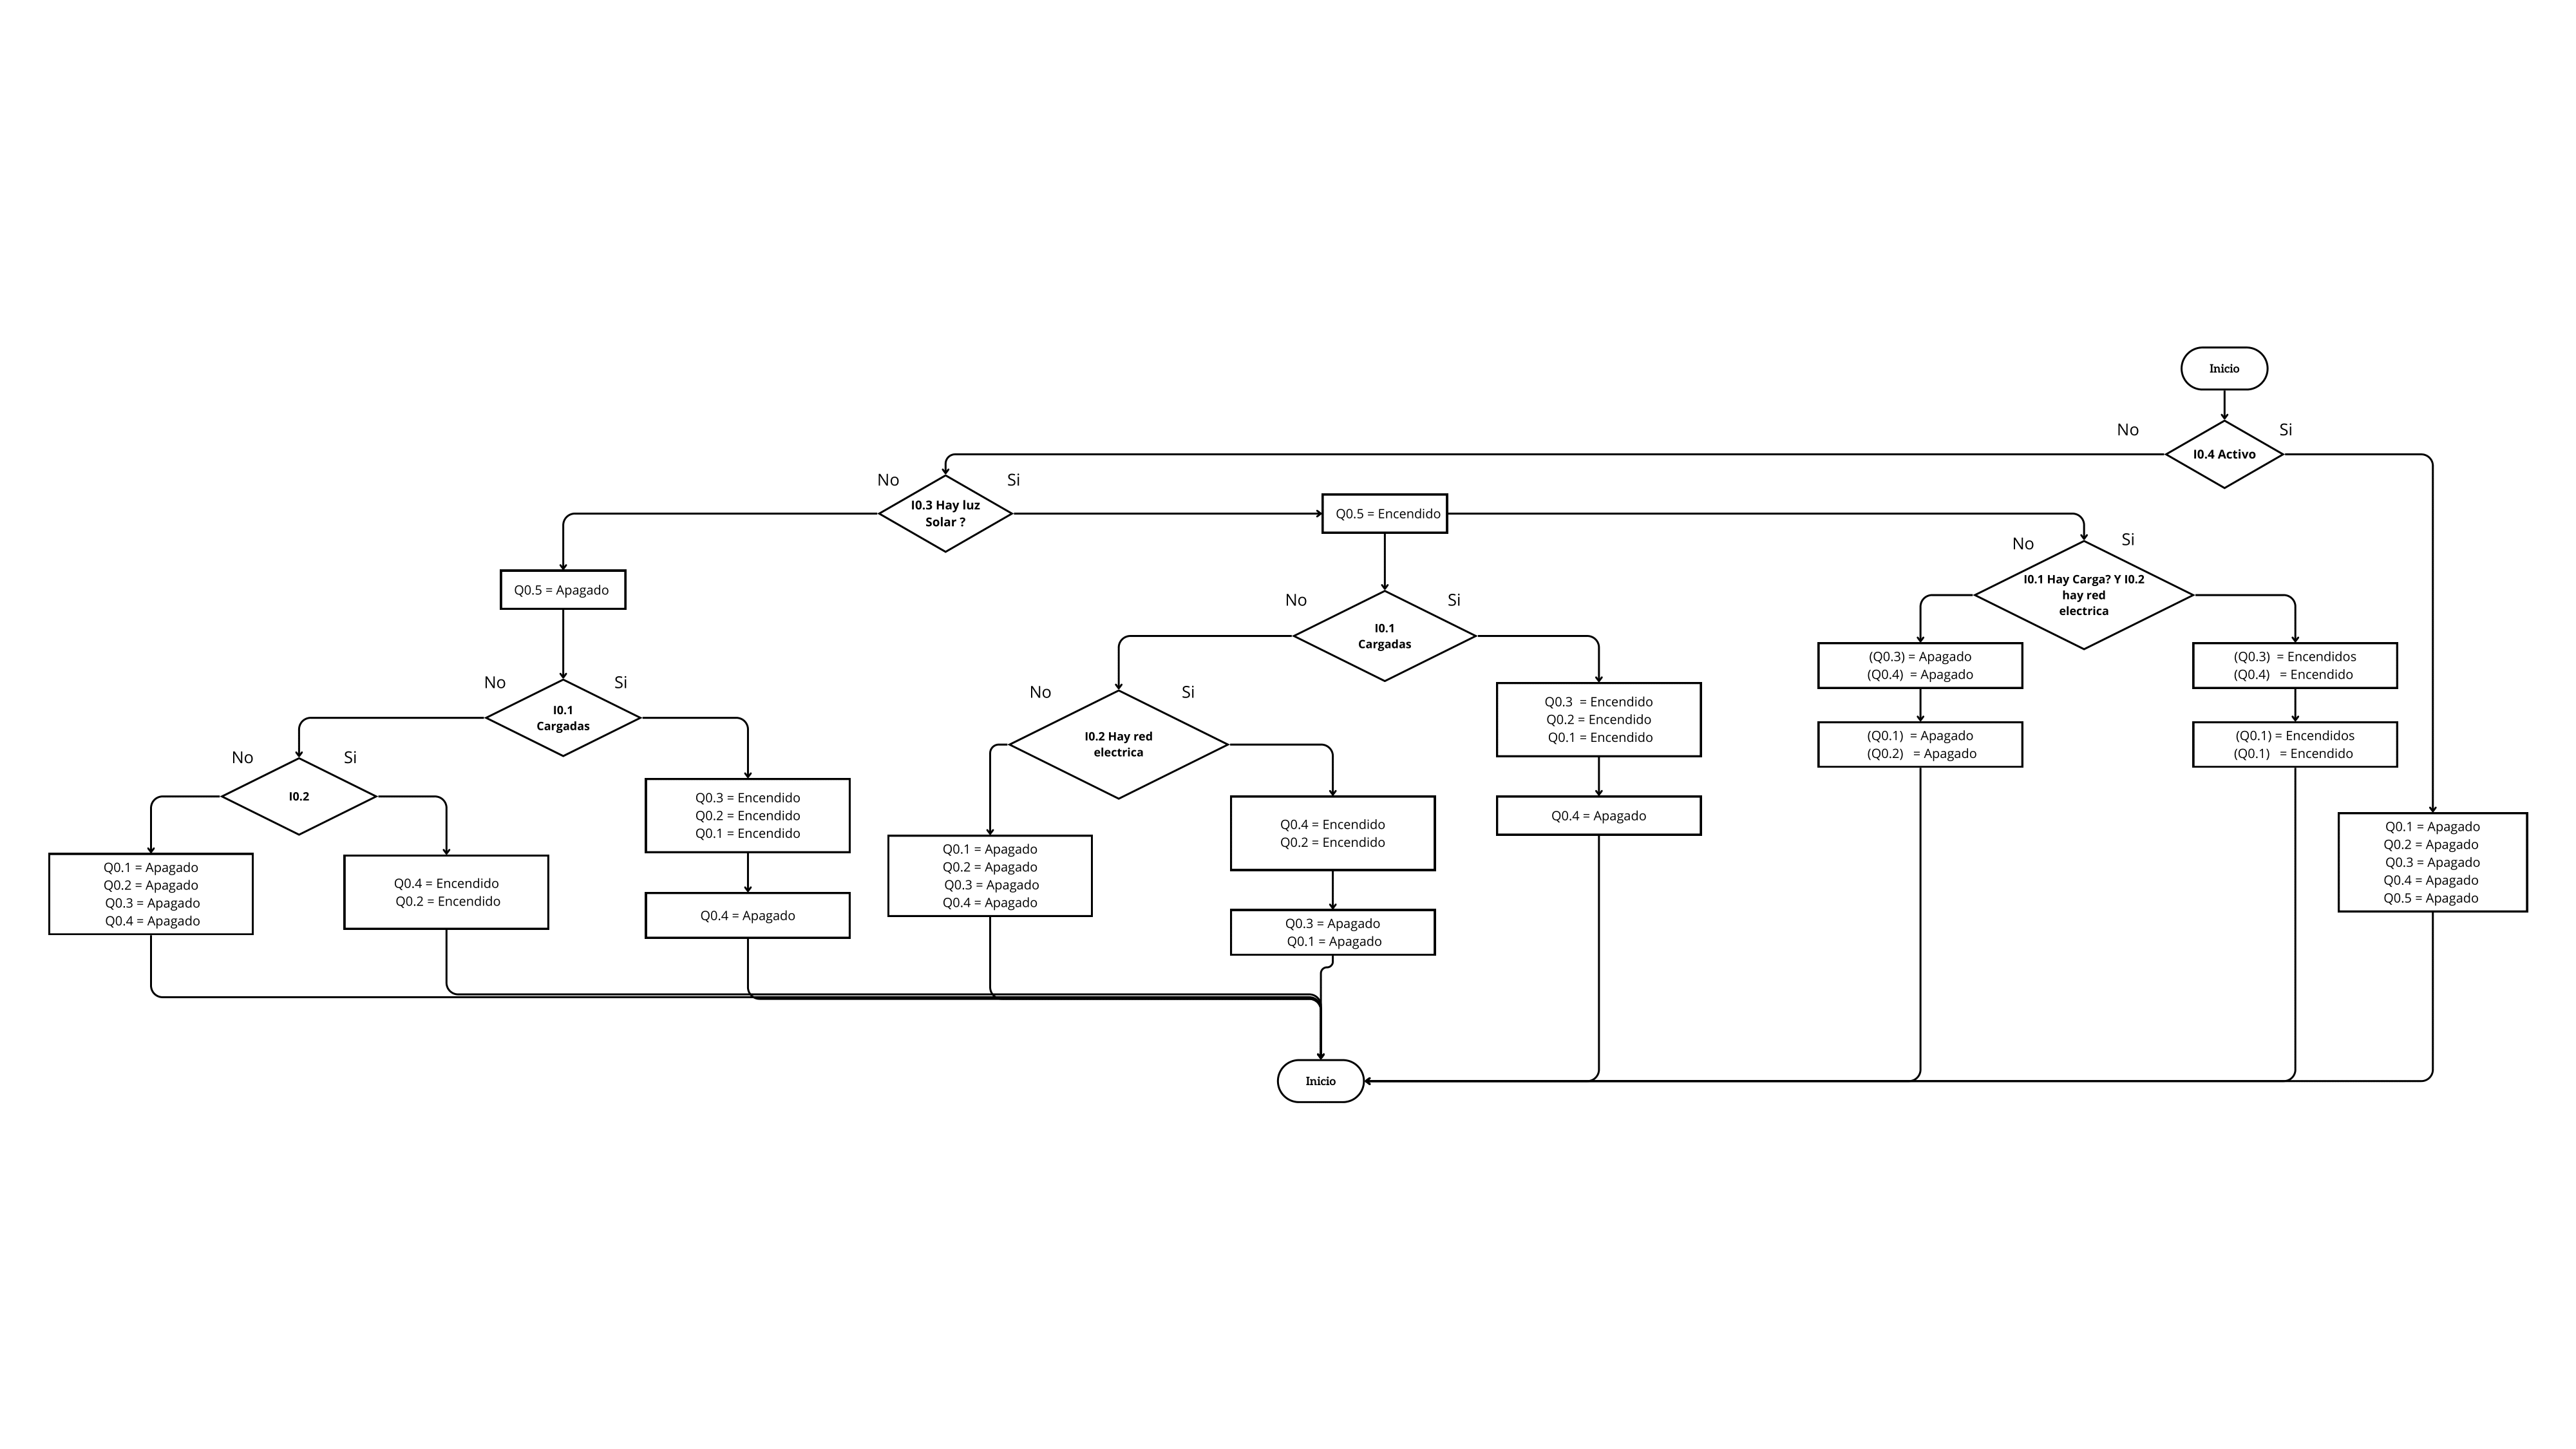 Inicio
No
Si
I0.4 Activo
No
Si
I0.3 Hay luz
Solar ?
Q0.5 = Encendido
No
Si
I0.1 Hay Carga? Y I0.2
hay red
electrica
Q0.5 = Apagado
No
Si
I0.1
Cargadas
(Q0.3) = Apagado
(Q0.4) = Apagado
(Q0.3) = Encendidos
(Q0.4) = Encendido
No
Si
I0.1
Cargadas
No
Si
I0.2 Hay red
electrica
Q0.3 = Encendido
Q0.2 = Encendido
Q0.1 = Encendido
(Q0.1) = Apagado
(Q0.2) = Apagado
(Q0.1) = Encendidos
(Q0.1) = Encendido
No
Si
I0.2
Q0.3 = Encendido
Q0.2 = Encendido
Q0.1 = Encendido
Q0.4 = Encendido
Q0.2 = Encendido
Q0.4 = Apagado
Q0.1 = Apagado
Q0.2 = Apagado
Q0.3 = Apagado
Q0.4 = Apagado
Q0.5 = Apagado
Q0.1 = Apagado
Q0.2 = Apagado
Q0.3 = Apagado
Q0.4 = Apagado
Q0.4 = Encendido
Q0.2 = Encendido
Q0.4 = Apagado
Q0.1 = Apagado
Q0.2 = Apagado
Q0.3 = Apagado
Q0.4 = Apagado
Q0.3 = Apagado
Q0.1 = Apagado
Inicio